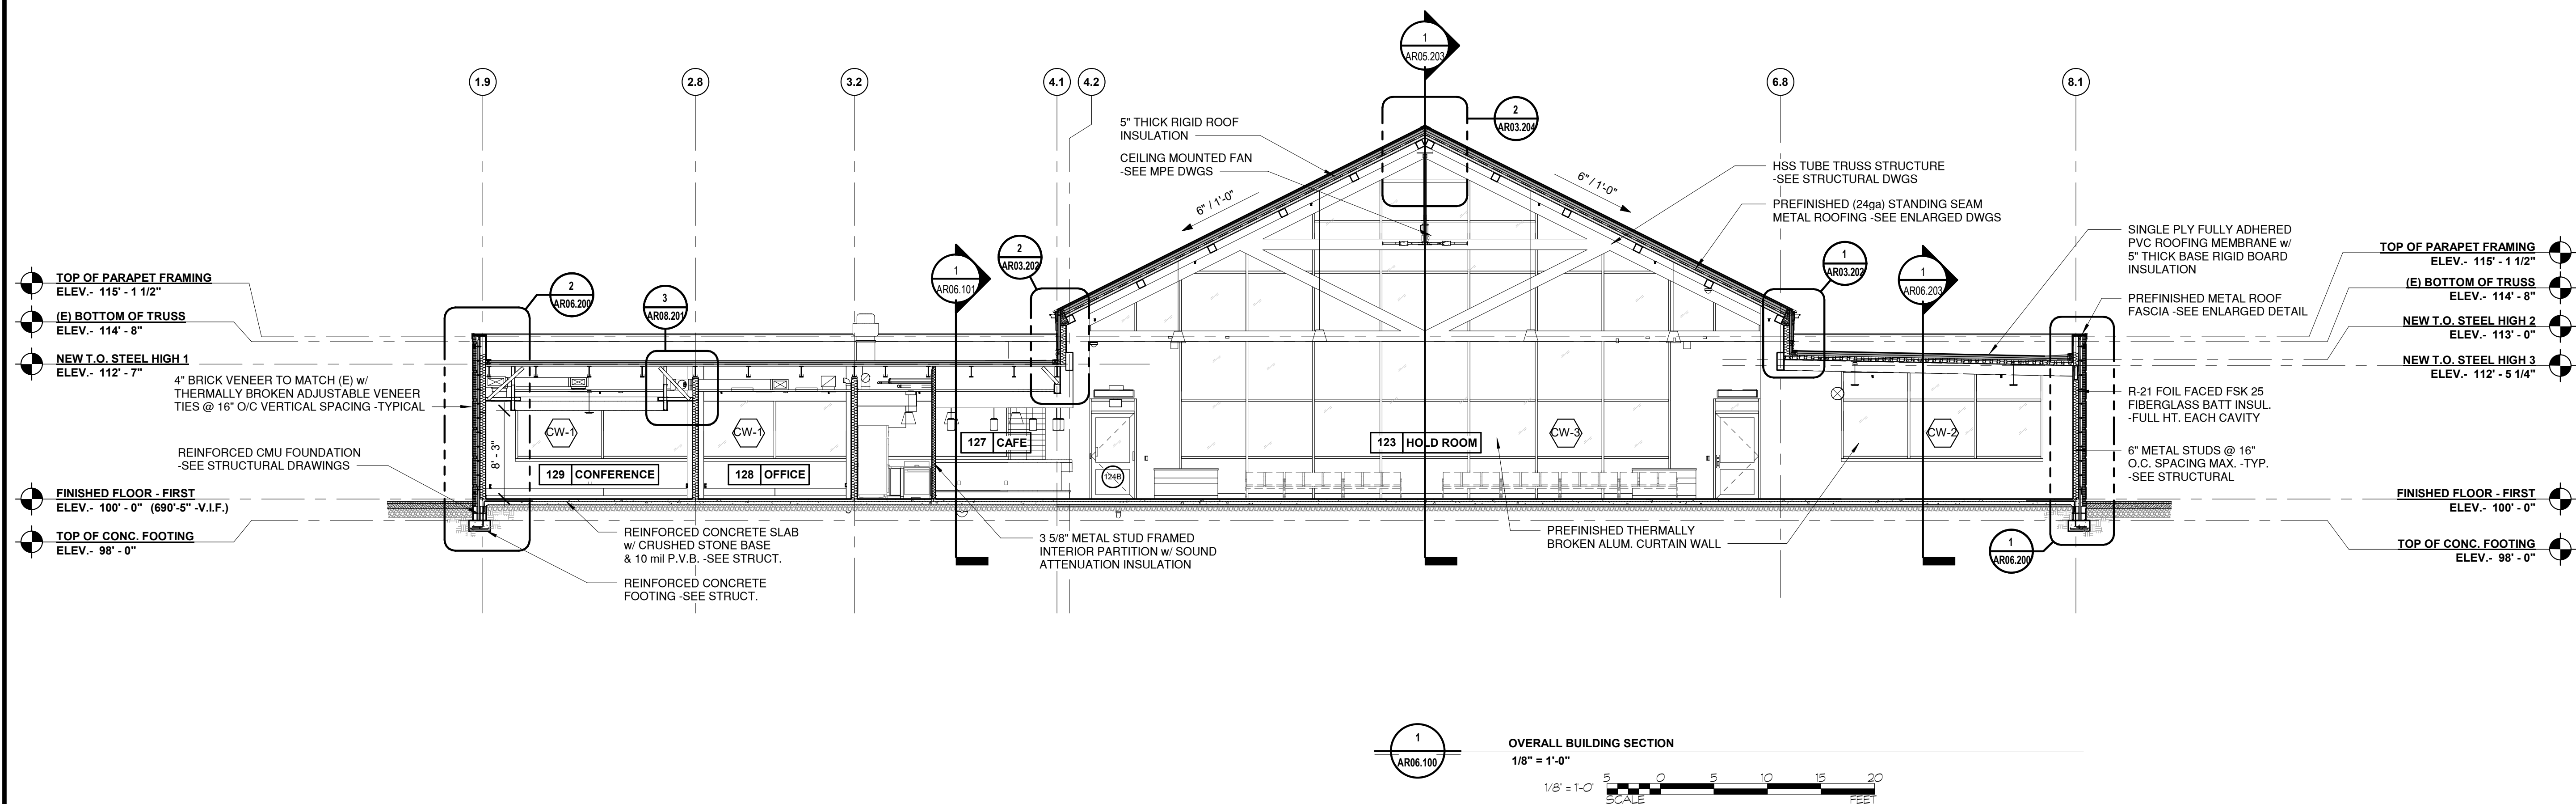 1
AR05.203
1.9
2.8
3.2
4.1
4.2
6.8
8.1
2
AR03.204
5" THICK RIGID ROOF
INSULATION
CEILING MOUNTED FAN
-SEE MPE DWGS
6" / 1'-0"
6" / 1'-0"
HSS TUBE TRUSS STRUCTURE
-SEE STRUCTURAL DWGS
PREFINISHED (24ga) STANDING SEAM
METAL ROOFING -SEE ENLARGED DWGS
SINGLE PLY FULLY ADHERED
PVC ROOFING MEMBRANE w/
5" THICK BASE RIGID BOARD
INSULATION
PREFINISHED METAL ROOF
FASCIA -SEE ENLARGED DETAIL
TOP OF PARAPET FRAMING
ELEV.- 115' - 1 1/2"
(E) BOTTOM OF TRUSS
ELEV.- 114' - 8"
NEW T.O. STEEL HIGH 1
ELEV.- 112' - 7"
2
AR06.200
3
AR08.201
1
AR06.101
2
AR03.202
1
AR03.202
1
AR06.203
TOP OF PARAPET FRAMING
ELEV.- 115' - 1 1/2"
(E) BOTTOM OF TRUSS
ELEV.- 114' - 8"
NEW T.O. STEEL HIGH 2
ELEV.- 113' - 0"
NEW T.O. STEEL HIGH 3
ELEV.- 112' - 5 1/4"
4" BRICK VENEER TO MATCH (E) w/
THERMALLY BROKEN ADJUSTABLE VENEER
TIES @ 16" O/C VERTICAL SPACING -TYPICAL
REINFORCED CMU FOUNDATION
-SEE STRUCTURAL DRAWINGS
8' - 3"
CW-1
CW-1
CW-3
CW-2
129 CONFERENCE
128 OFFICE
127 CAFE
123 HOLD ROOM
124B
R-21 FOIL FACED FSK 25
FIBERGLASS BATT INSUL.
-FULL HT. EACH CAVITY
6" METAL STUDS @ 16"
O.C. SPACING MAX. -TYP.
-SEE STRUCTURAL
FINISHED FLOOR - FIRST
ELEV.- 100' - 0" (690'-5" -V.I.F.)
TOP OF CONC. FOOTING
ELEV.- 98' - 0"
REINFORCED CONCRETE SLAB
w/ CRUSHED STONE BASE
& 10 mil P.V.B. -SEE STRUCT.
REINFORCED CONCRETE
FOOTING -SEE STRUCT.
3 5/8" METAL STUD FRAMED
INTERIOR PARTITION w/ SOUND
ATTENUATION INSULATION
PREFINISHED THERMALLY
BROKEN ALUM. CURTAIN WALL
1
AR06.200
FINISHED FLOOR - FIRST
ELEV.- 100' - 0"
TOP OF CONC. FOOTING
ELEV.- 98' - 0"
1
AR06.100
OVERALL BUILDING SECTION
1/8" = 1'-0"
1/8" = 1'-0"
5 0 5 10 15 20
SCALE FEET